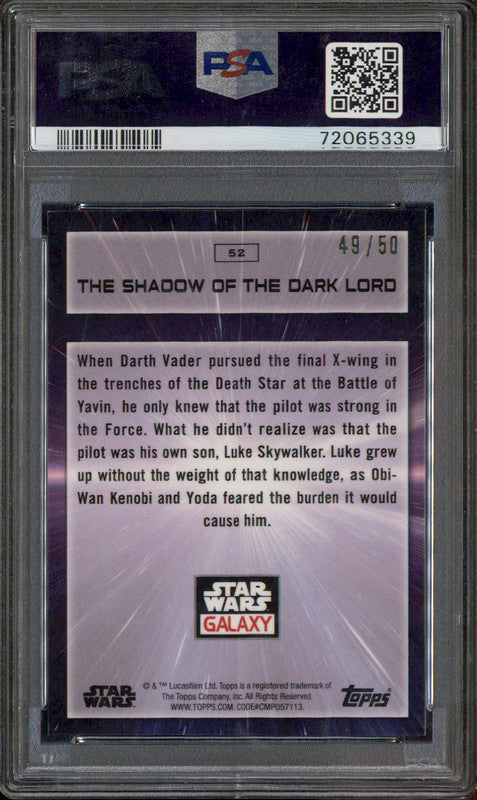 PSA
PSA
72065339
52
49/50
THE SHADOW OF THE DARK LORD
When Darth Vader pursued the final X-wing in
the trenches of the Death Star at the Battle of
Yavin, he only knew that the pilot was strong in
the Force. What he didn't realize was that the
pilot was his own son, Luke Skywalker. Luke grew
up without the weight of that knowledge, as Obi-
Wan Kenobi and Yoda feared the burden it would
cause him.
STAR
WARS
GALAXY
STAR
WARS
© & ™ Lucasfilm Ltd. Topps is a registered trademark of
The Topps Company, Inc. All Rights Reserved.
WWW.TOPPS.COM. CODE#CMP057113.
topps